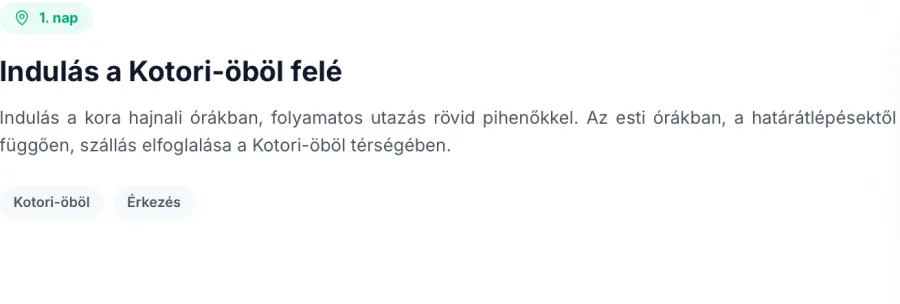 1. nap
Indulás a Kotori-öböl felé
Indulás a kora hajnali órákban, folyamatos utazás rövid pihenőkkel. Az esti órákban, a határátlépésektől
függően, szállás elfoglalása a Kotori-öböl térségében.
Kotori-öböl
Érkezés